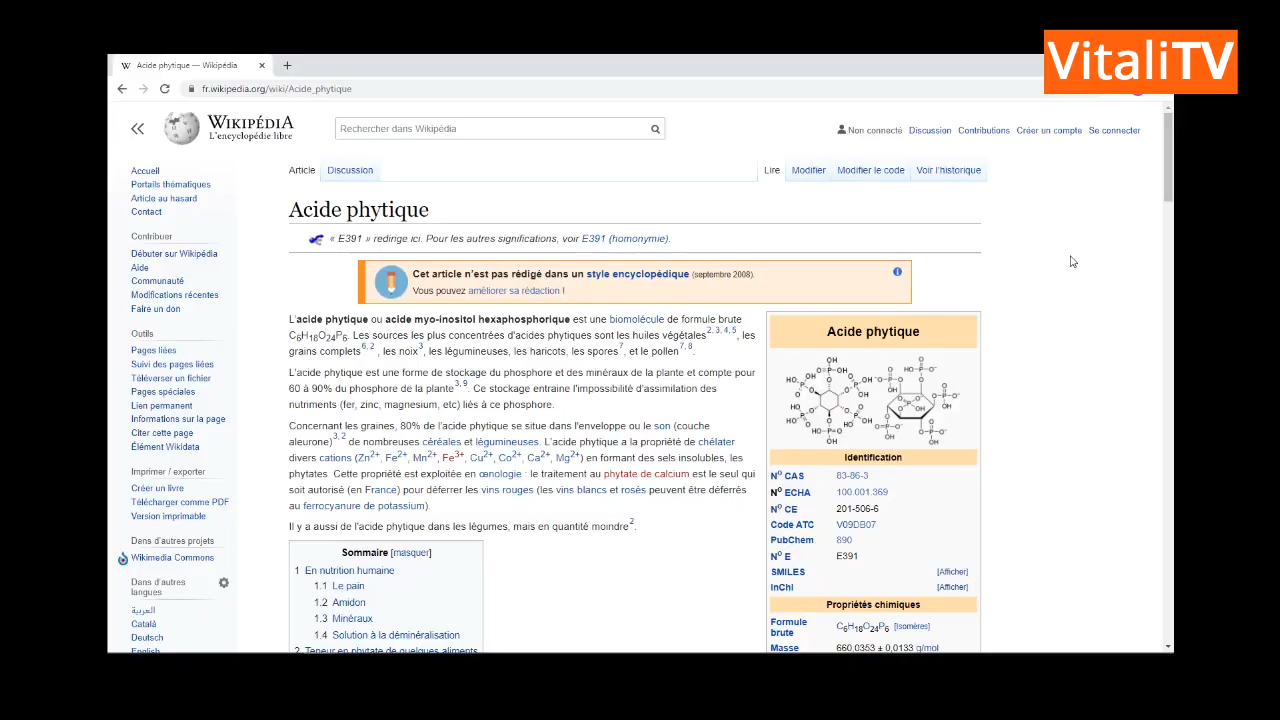 VitaliTV
Acide phytique — Wikipédia
fr.wikipedia.org/wiki/Acide_phytique
WIKIPÉDIA
L'encyclopédie libre
Rechercher dans Wikipédia
Non connecté Discussion Contributions Créer un compte Se connecter
Article Discussion
Lire Modifier Modifier le code Voir l'historique
Accueil
Portails thématiques
Article au hasard
Contact
Contribuer
Débuter sur Wikipédia
Aide
Communauté
Modifications récentes
Faire un don
Outils
Pages liées
Suivi des pages liées
Téléverser un fichier
Pages spéciales
Lien permanent
Informations sur la page
Citer cette page
Élément Wikidata
Imprimer / exporter
Créer un livre
Télécharger comme PDF
Version imprimable
Dans d'autres projets
Wikimedia Commons
Dans d'autres
langues
العربية
Català
Deutsch
English
Acide phytique
« E391 » redirige ici. Pour les autres significations, voir E391 (homonymie).
Cet article n'est pas rédigé dans un style encyclopédique (septembre 2008).
Vous pouvez améliorer sa rédaction !
L'acide phytique ou acide myo-inositol hexaphosphorique est une biomolécule de formule brute
C6H18O24P6. Les sources les plus concentrées d'acides phytiques sont les huiles végétales2, 3, 4, 5, les
grains complets6, 2 , les noix3, les légumineuses, les haricots, les spores7, et le pollen7, 8.
L'acide phytique est une forme de stockage du phosphore et des minéraux de la plante et compte pour
60 à 90% du phosphore de la plante3, 9. Ce stockage entraine l'impossibilité d'assimilation des
nutriments (fer, zinc, magnesium, etc) liés à ce phosphore.
Concernant les graines, 80% de l'acide phytique se situe dans l'enveloppe ou le son (couche
aleurone)3, 2 de nombreuses céréales et légumineuses. L'acide phytique a la propriété de chélater
divers cations (Zn2+, Fe2+, Mn2+, Fe3+, Cu2+, Co2+, Ca2+, Mg2+) en formant des sels insolubles, les
phytates. Cette propriété est exploitée en œnologie : le traitement au phytate de calcium est le seul qui
soit autorisé (en France) pour déferrer les vins rouges (les vins blancs et rosés peuvent être déferrés
au ferrocyanure de potassium).
Il y a aussi de l'acide phytique dans les légumes, mais en quantité moindre2.
Sommaire [masquer]
1 En nutrition humaine
1.1 Le pain
1.2 Amidon
1.3 Minéraux
1.4 Solution à la déminéralisation
2 Teneur en phytate de quelques aliments
Acide phytique
Identification
No CAS 83-86-3
No ECHA 100.001.369
No CE 201-506-6
Code ATC V09DB07
PubChem 890
No E E391
SMILES [Afficher]
InChI [Afficher]
Propriétés chimiques
Formule
brute C6H18O24P6 [Isomères]
Masse 660,0353 ± 0,0133 g/mol